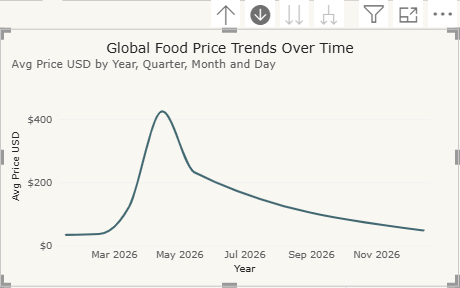 Global Food Price Trends Over Time
Avg Price USD by Year, Quarter, Month and Day
Avg Price USD
$400
$200
$0
Mar 2026 May 2026 Jul 2026 Sep 2026 Nov 2026
Year